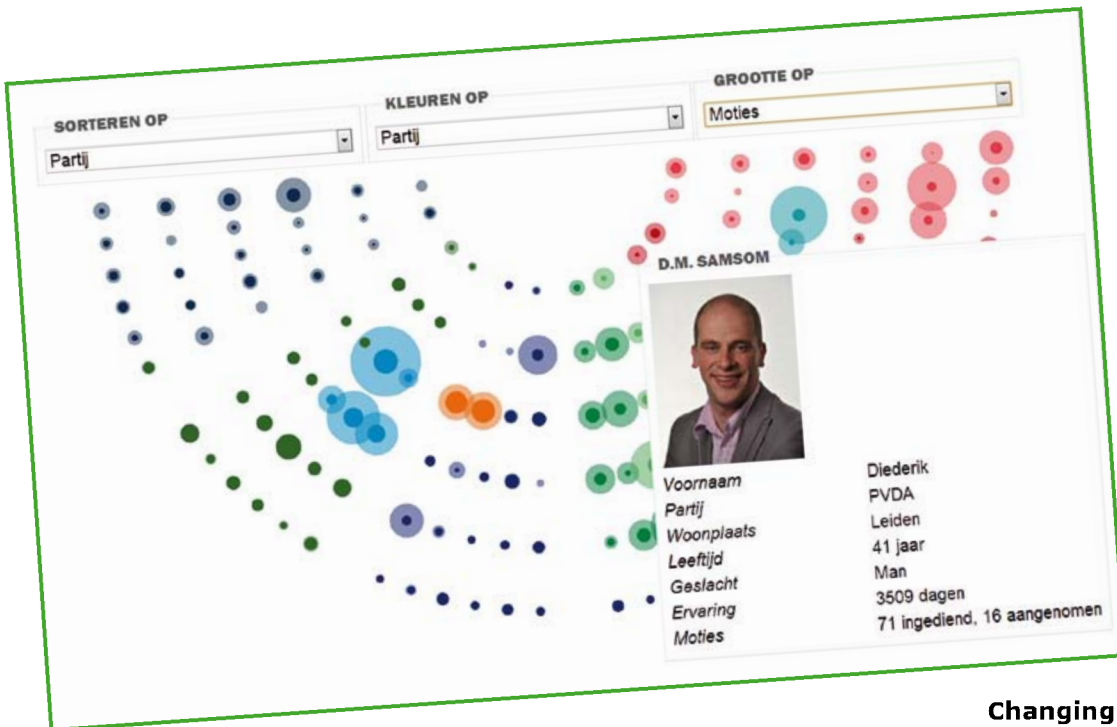 SORTEREN OP
Partij
KLEUREN OP
Partij
GROOTTE OP
Moties
D.M. SAMSOM
Voornaam Diederik
Partij PVDA
Woonplaats Leiden
Leeftijd 41 jaar
Geslacht Man
Ervaring 3509 dagen
Moties 71 ingediend, 16 aangenomen
Changing